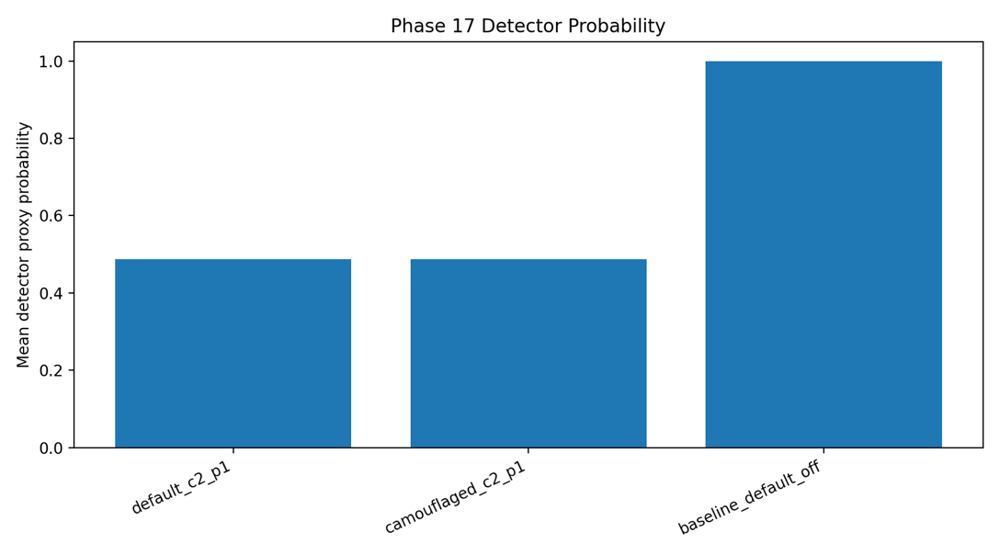 Phase 17 Detector Probability
Mean detector proxy probability
1.0
0.8
0.6
0.4
0.2
0.0
default_c2_p1
camouflaged_c2_p1
baseline_default_off